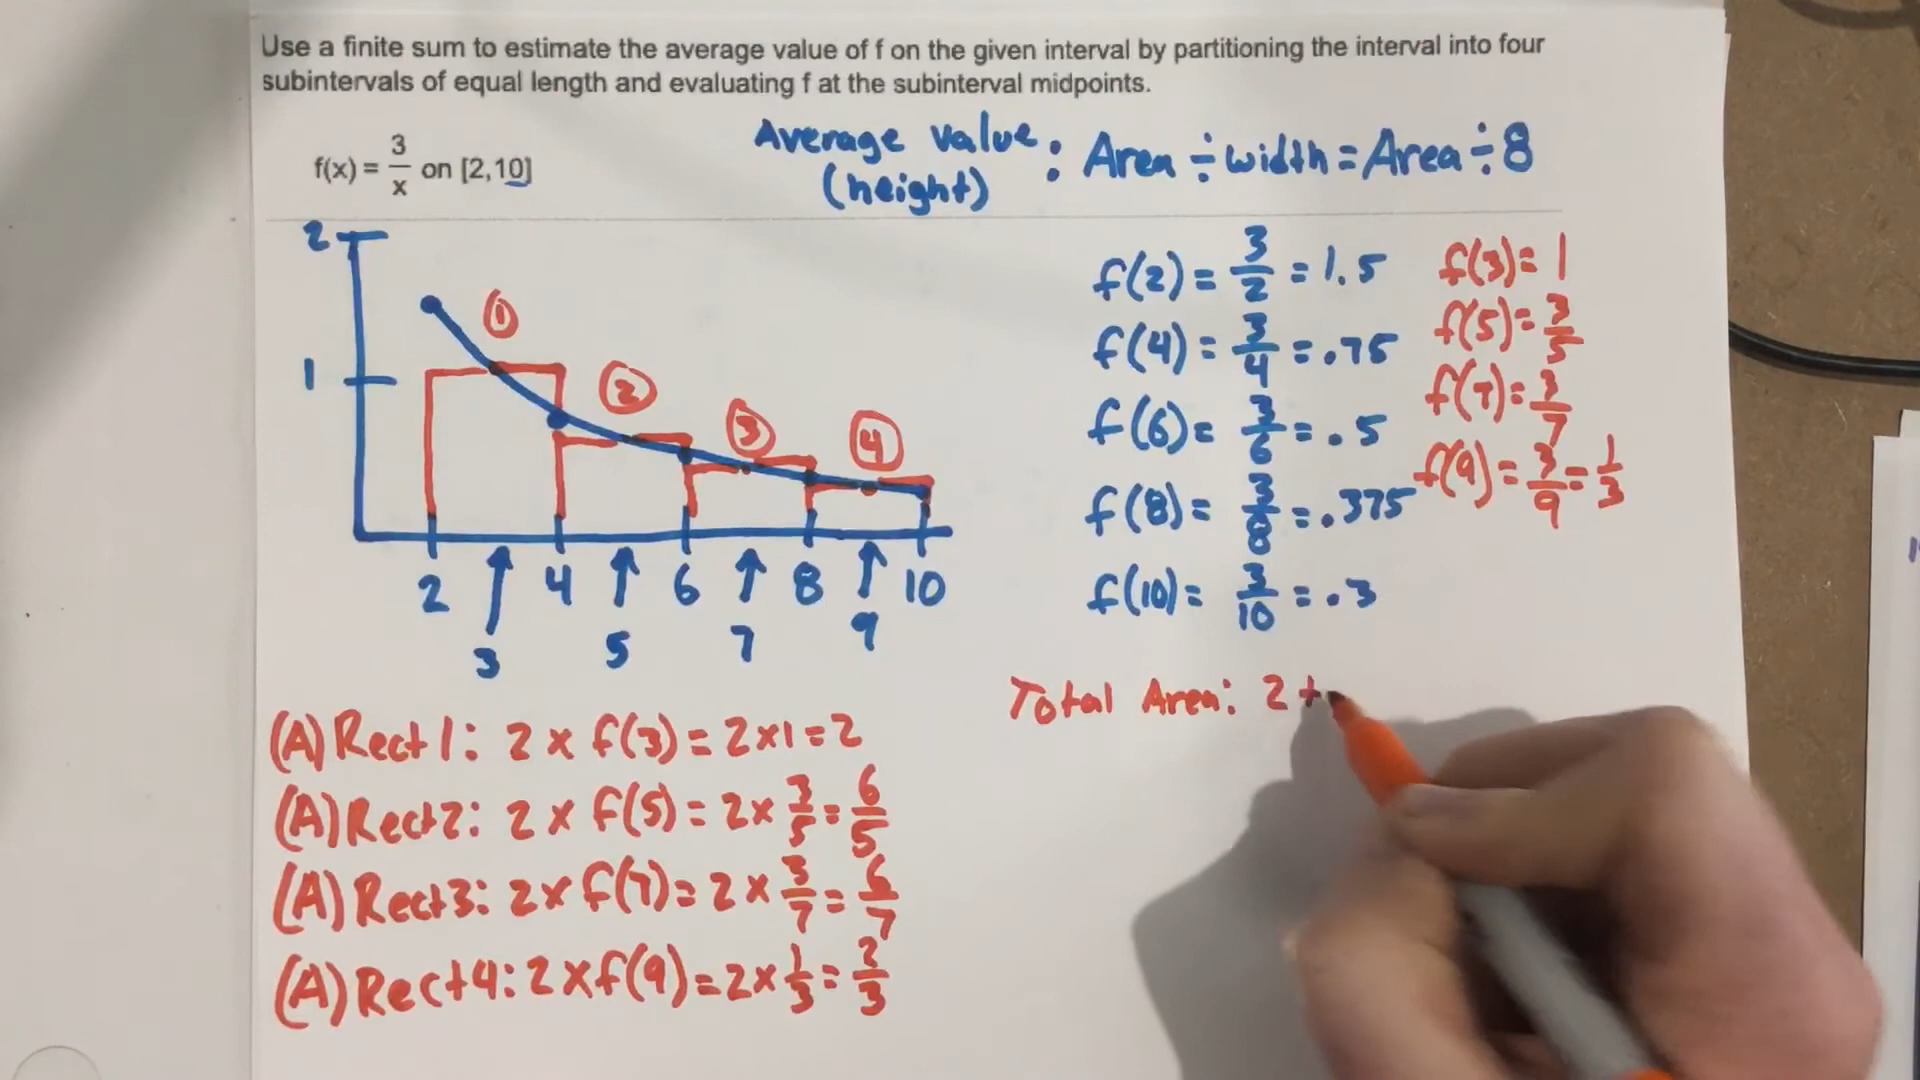 Use a finite sum to estimate the average value of f on the given interval by partitioning the interval into four
subintervals of equal length and evaluating f at the subinterval midpoints.
f(x) = 3/x on [2,10]
Average value (height) : Area ÷ width = Area ÷ 8
2
1
① ② ③ ④
2 4 6 8 10
3 5 7 9
f(2) = 3/2 = 1.5
f(4) = 3/4 = .75
f(6) = 3/6 = .5
f(8) = 3/8 = .375
f(10) = 3/10 = .3
f(3) = 1
f(5) = 3/5
f(7) = 3/7
f(9) = 3/9 = 1/3
(A) Rect 1: 2 x f(3) = 2x1 = 2
(A) Rect 2: 2 x f(5) = 2 x 3/5 = 6/5
(A) Rect 3: 2 x f(7) = 2 x 3/7 = 6/7
(A) Rect 4: 2 x f(9) = 2 x 1/3 = 2/3
Total Area: 2 +